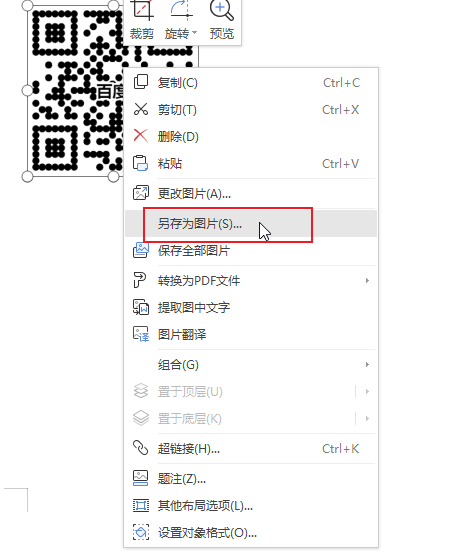 裁剪 旋转 预览
百度
复制(C) Ctrl+C
剪切(T) Ctrl+X
删除(D)
粘贴 Ctrl+V
更改图片(A)...
另存为图片(S)...
保存全部图片
转换为PDF文件
提取图中文字
图片翻译
组合(G)
置于顶层(U)
置于底层(K)
超链接(H)... Ctrl+K
题注(Z)...
其他布局选项(L)...
设置对象格式(O)...